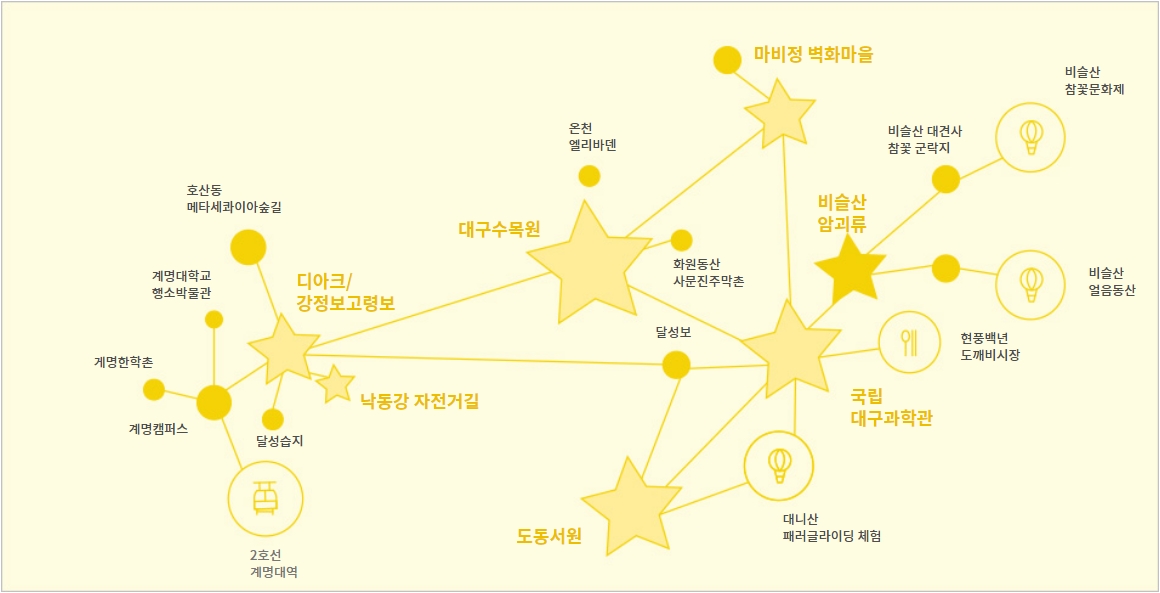 마비정 벽화마을
비슬산
참꽃문화제
온천
엘리바덴
비슬산 대견사
참꽃 군락지
호산동
메타세콰이아숲길
비슬산
암괴류
대구수목원
화원동산
사문진주막촌
계명대학교
행소박물관
디아크/
강정보고령보
비슬산
얼음동산
달성보
현풍백년
도깨비시장
게명한학촌
낙동강 자전거길
국립
대구과학관
계명캠퍼스
달성습지
대니산
패러글라이딩 체험
도동서원
2호선
계명대역